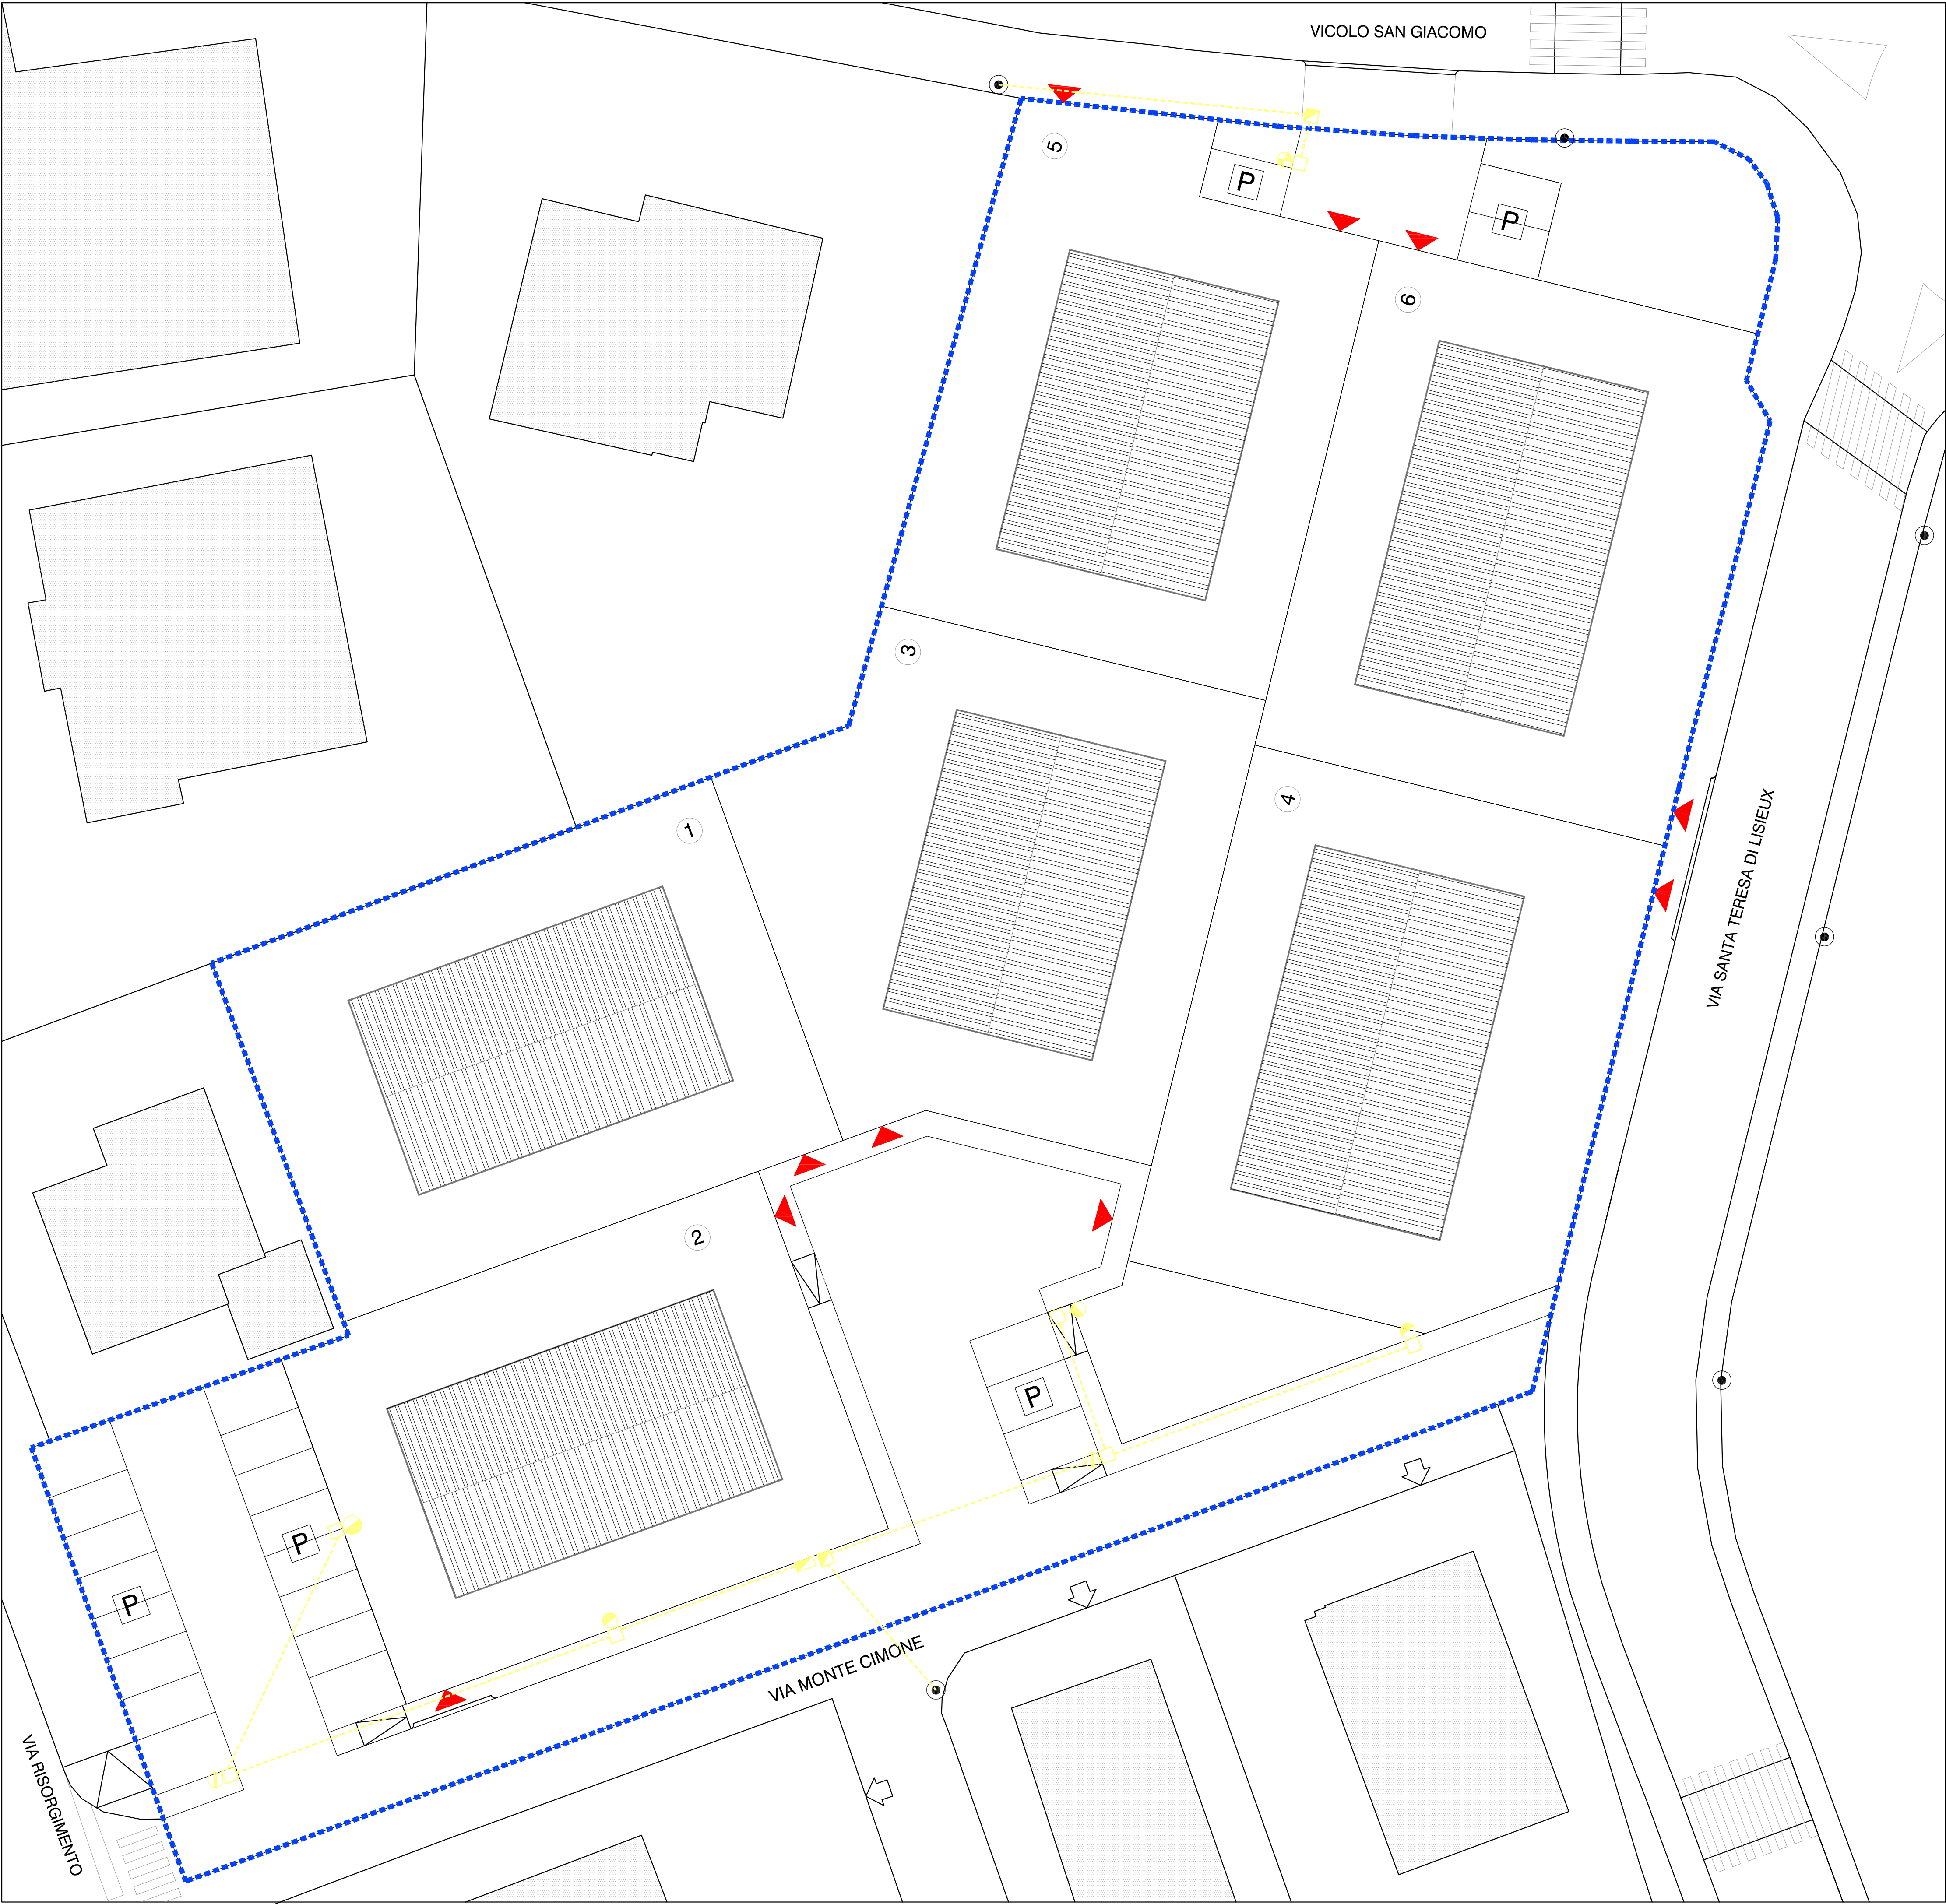 VICOLO SAN GIACOMO
5
P
P
6
3
4
1
VIA SANTA TERESA DI LISIEUX
2
P
P
P
VIA MONTE CIMONE
VIA RISORGIMENTO